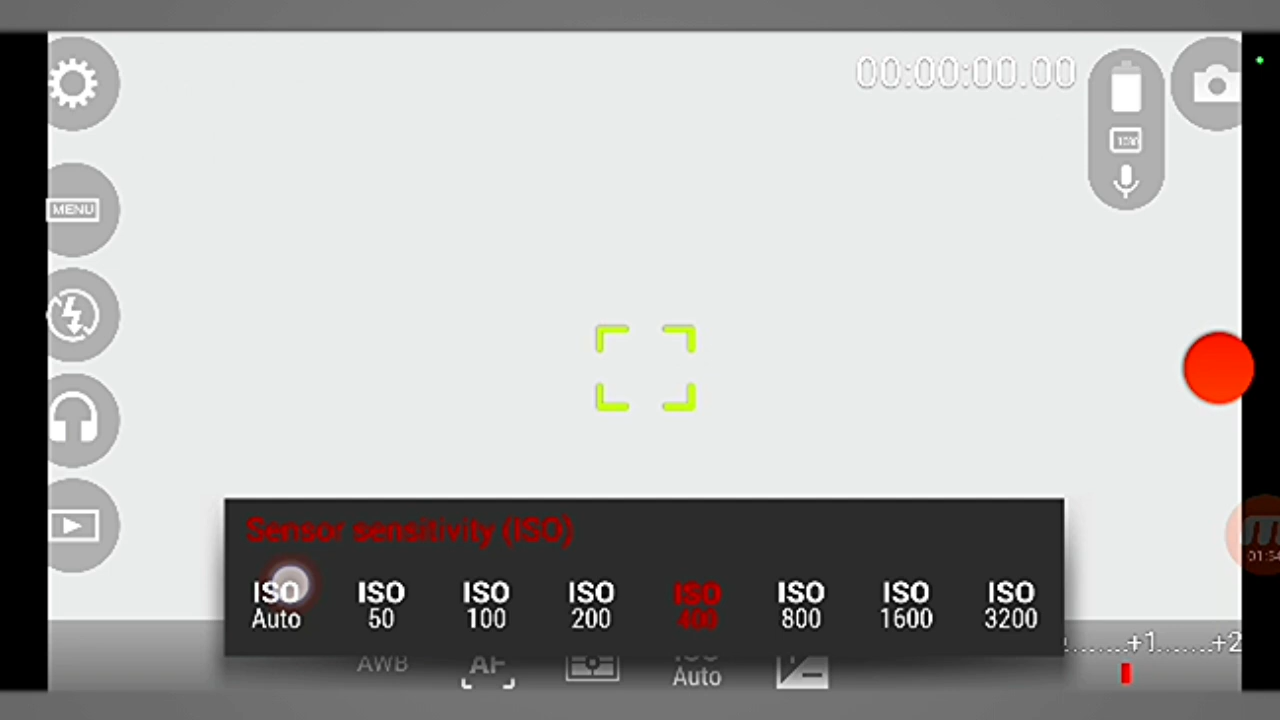 00:00:00.00
MENU
Sensor sensitivity (ISO)
ISO ISO ISO ISO ISO ISO ISO ISO
Auto 50 100 200 400 800 1600 3200
+1 +2
AWB AF ISO
Auto